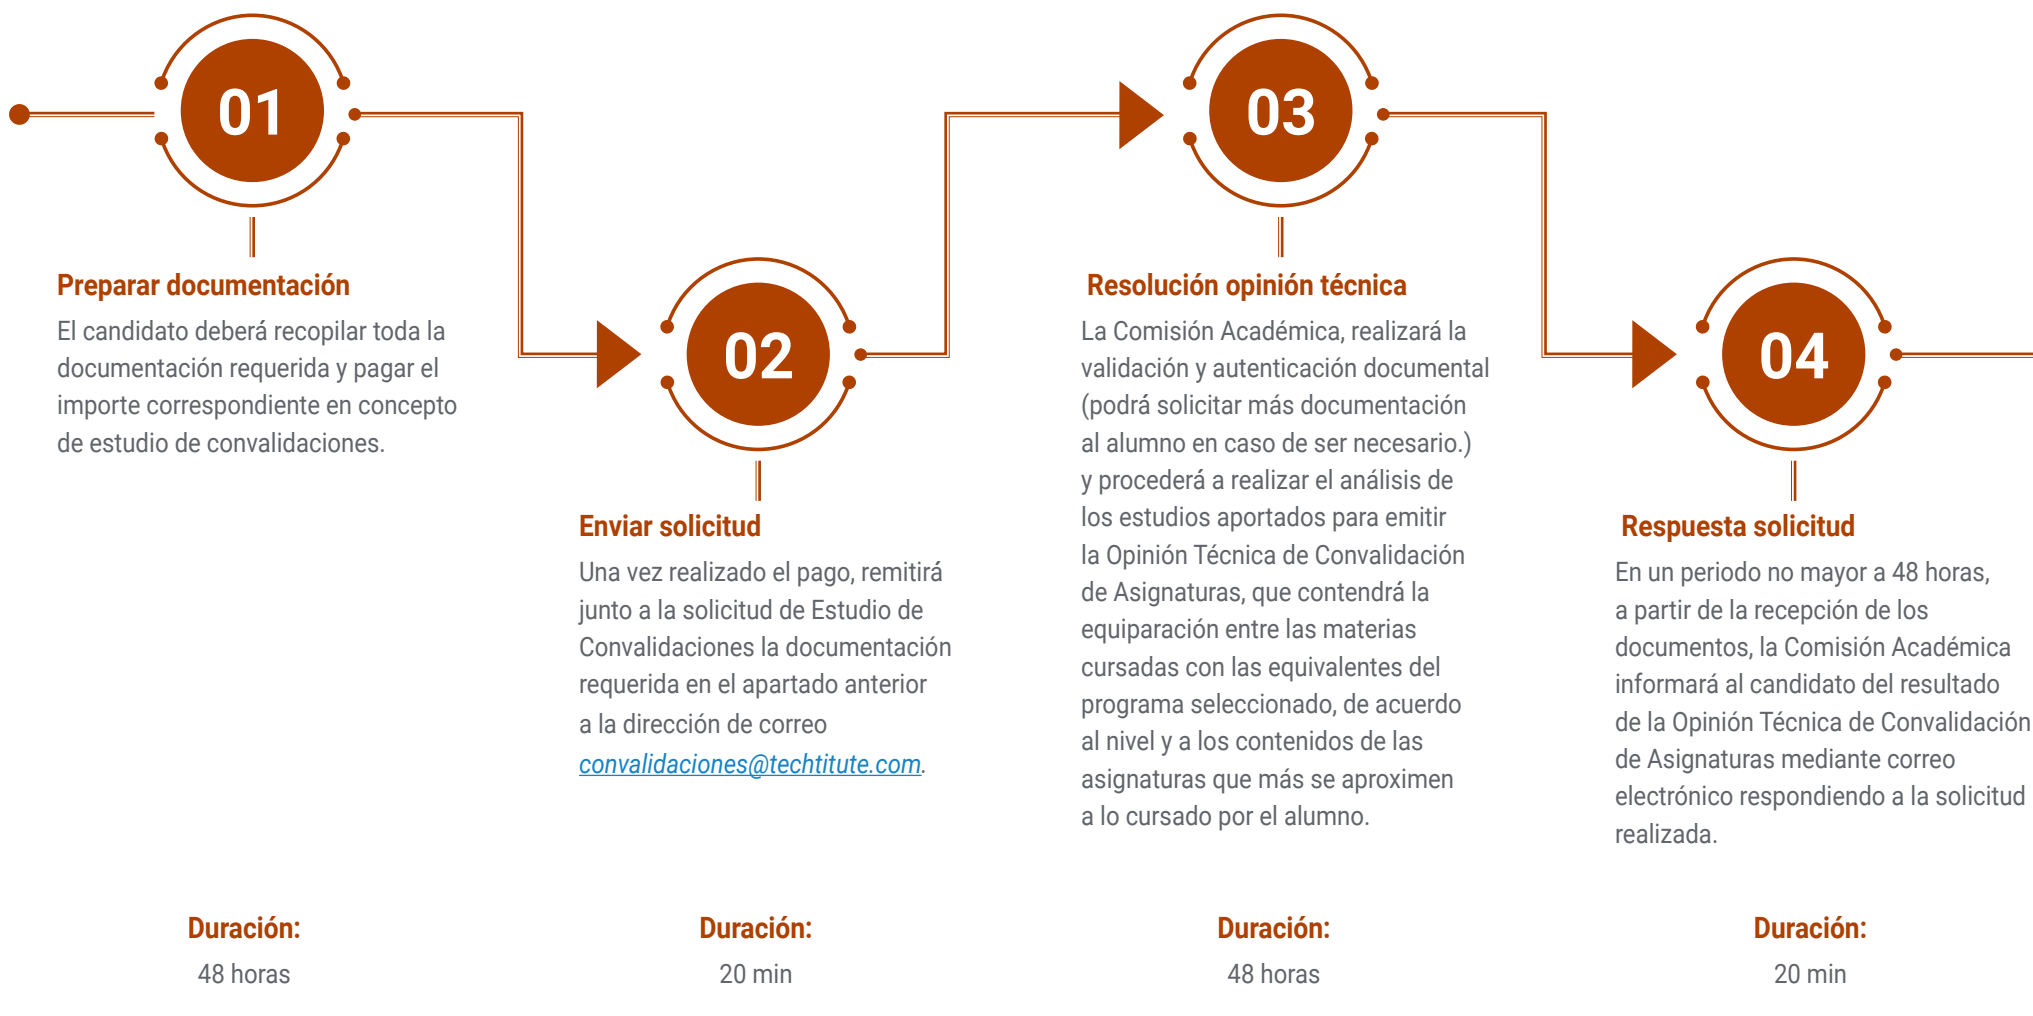 01
Preparar documentación
El candidato deberá recopilar toda la
documentación requerida y pagar el
importe correspondiente en concepto
de estudio de convalidaciones.
Duración:
48 horas
02
Enviar solicitud
Una vez realizado el pago, remitirá
junto a la solicitud de Estudio de
Convalidaciones la documentación
requerida en el apartado anterior
a la dirección de correo
convalidaciones@techtitute.com.
Duración:
20 min
03
Resolución opinión técnica
La Comisión Académica, realizará la
validación y autenticación documental
(podrá solicitar más documentación
al alumno en caso de ser necesario.)
y procederá a realizar el análisis de
los estudios aportados para emitir
la Opinión Técnica de Convalidación
de Asignaturas, que contendrá la
equiparación entre las materias
cursadas con las equivalentes del
programa seleccionado, de acuerdo
al nivel y a los contenidos de las
asignaturas que más se aproximen
a lo cursado por el alumno.
Duración:
48 horas
04
Respuesta solicitud
En un periodo no mayor a 48 horas,
a partir de la recepción de los
documentos, la Comisión Académica
informará al candidato del resultado
de la Opinión Técnica de Convalidación
de Asignaturas mediante correo
electrónico respondiendo a la solicitud
realizada.
Duración:
20 min